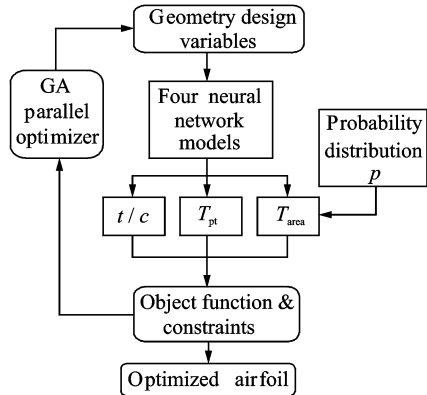 Geometry design
variables
GA
parallel
optimizer
Four neural
network
models
Probability
distribution
p
t / c
T_pt
T_area
Object function &
constraints
Optimized airfoil